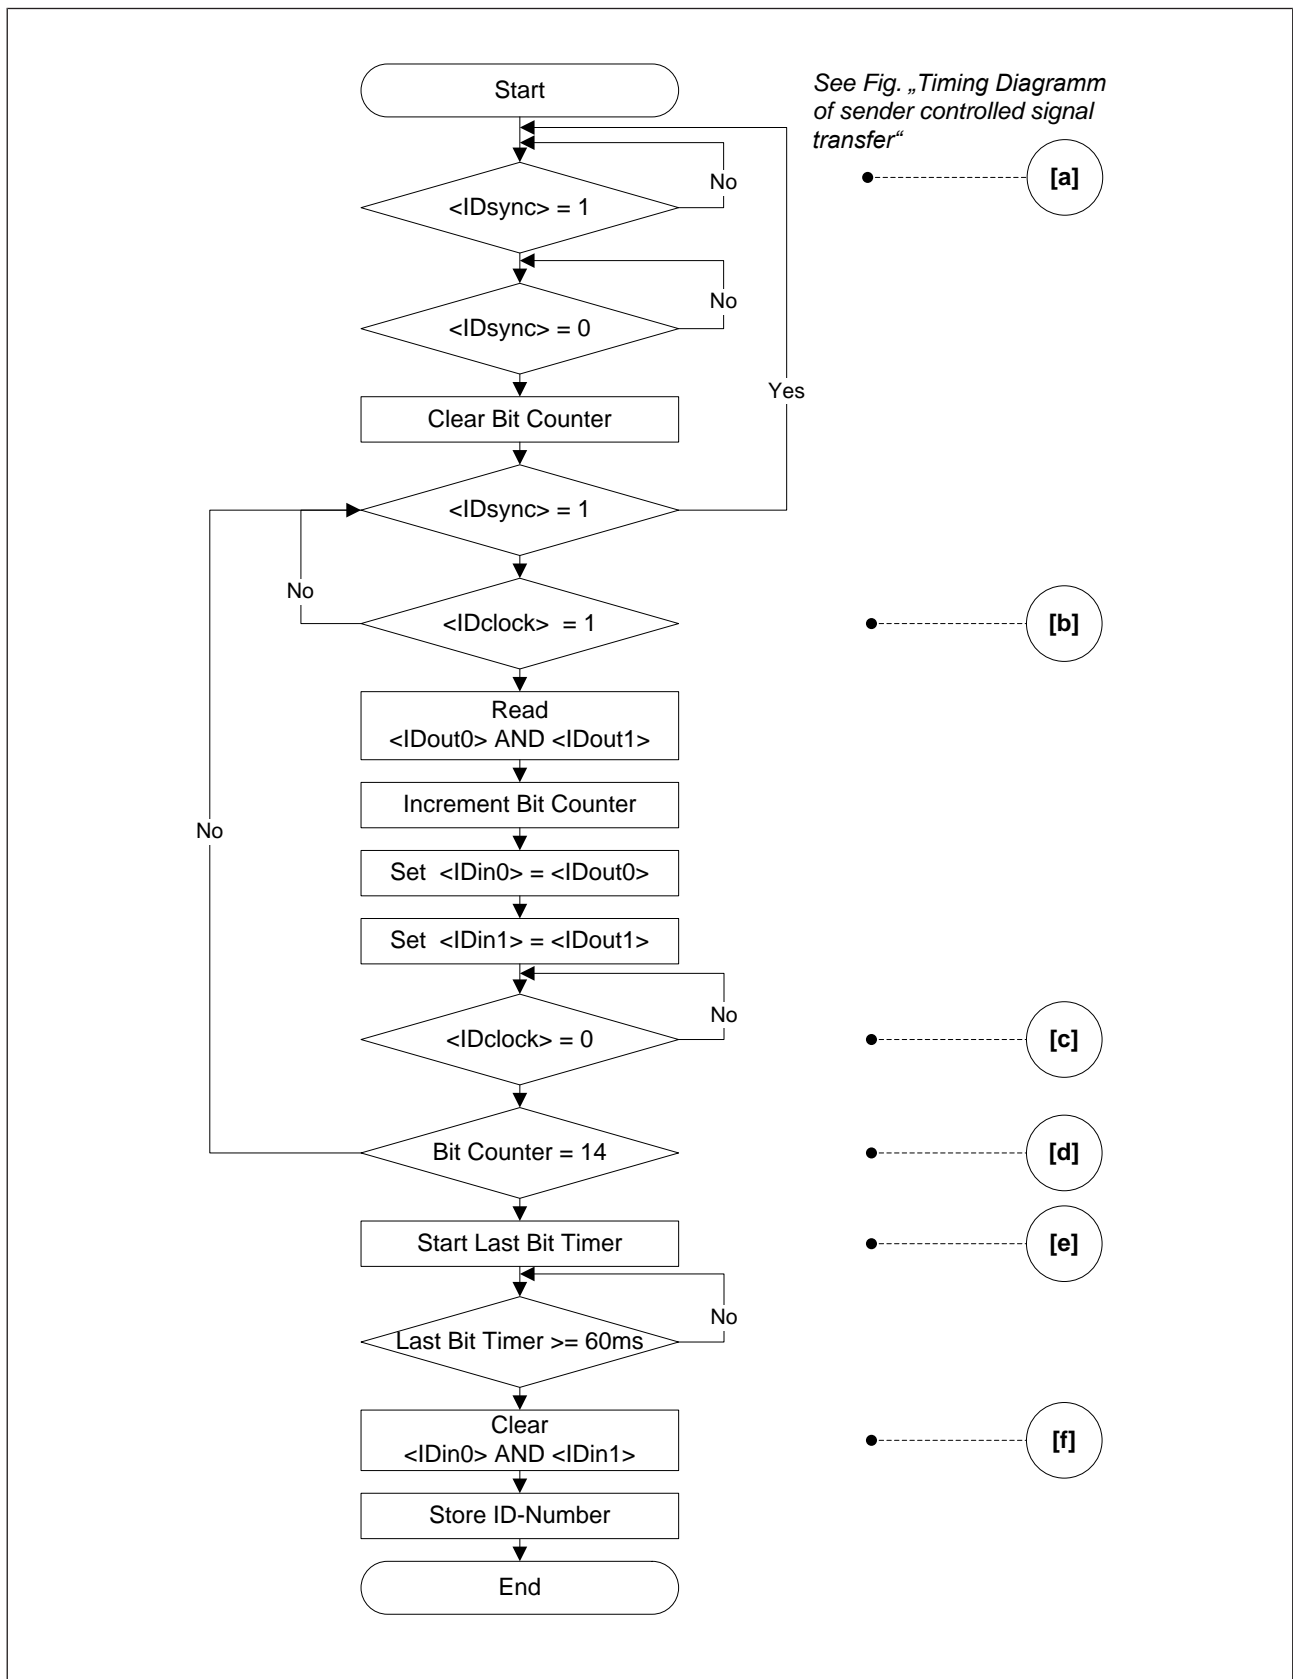 Start
See Fig. „Timing Diagramm
of sender controlled signal
transfer“
[a]
No
<IDsync> = 1
No
<IDsync> = 0
Yes
Clear Bit Counter
<IDsync> = 1
No
<IDclock>  = 1
[b]
Read
<IDout0> AND <IDout1>
Increment Bit Counter
No
Set  <IDin0> = <IDout0>
Set  <IDin1> = <IDout1>
No
<IDclock> = 0
[c]
Bit Counter = 14
[d]
Start Last Bit Timer
[e]
No
Last Bit Timer >= 60ms
Clear
<IDin0> AND <IDin1>
[f]
Store ID-Number
End